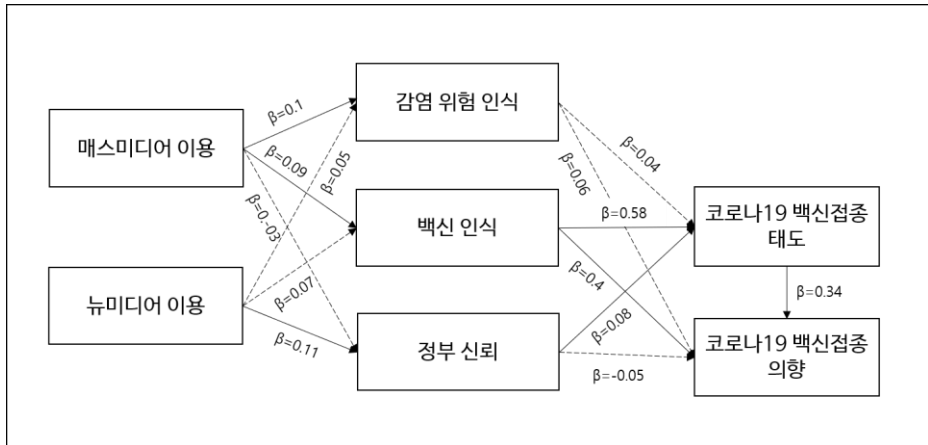 감염 위험 인식
β=0.1
매스미디어 이용
β=0.04
β=0.09
β=0.05
β=0.06
β=0.58
백신 인식
코로나19 백신접종
태도
β=0.-03
β=0.4
β=0.07
β=0.34
뉴미디어 이용
β=0.08
β=0.11
정부 신뢰
코로나19 백신접종
의향
β=-0.05